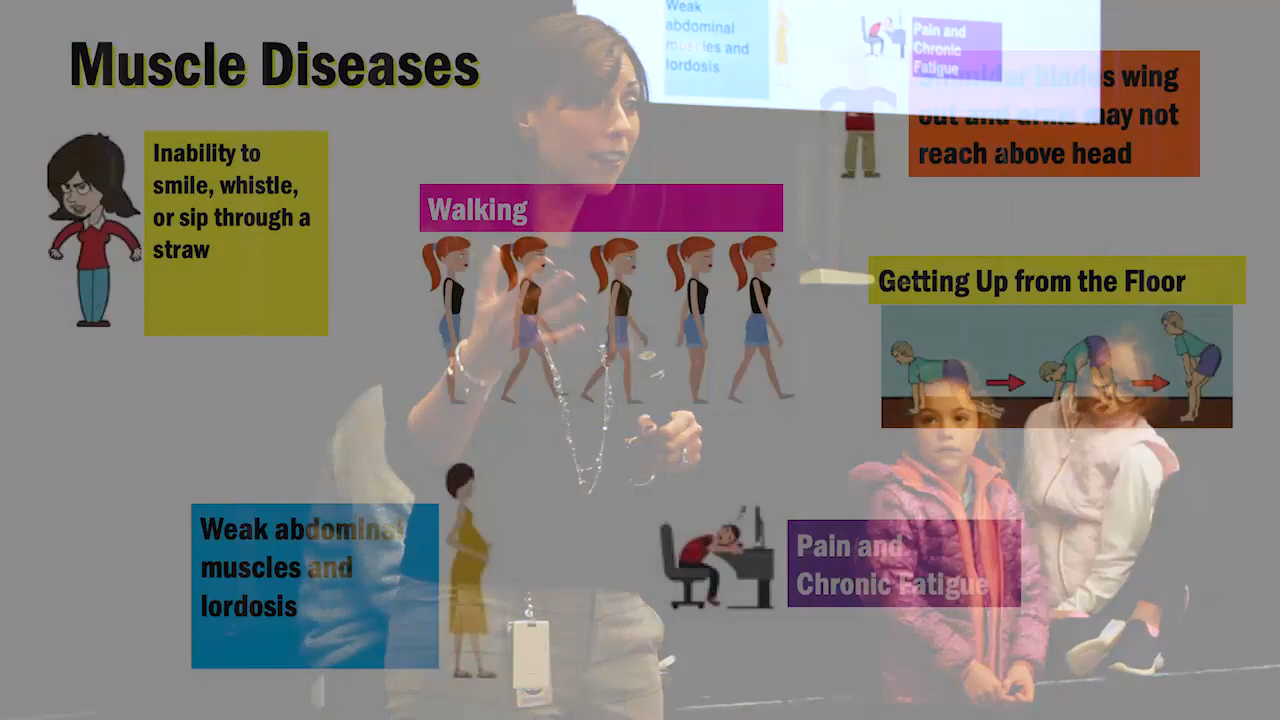 Muscle Diseases
Weak
abdominal
muscles and
lordosis
Pain and
Chronic
Fatigue
Shoulder blades wing
out and arms may not
reach above head
Inability to
smile, whistle,
or sip through a
straw
Walking
Getting Up from the Floor
Weak abdominal
muscles and
lordosis
Pain and
Chronic Fatigue